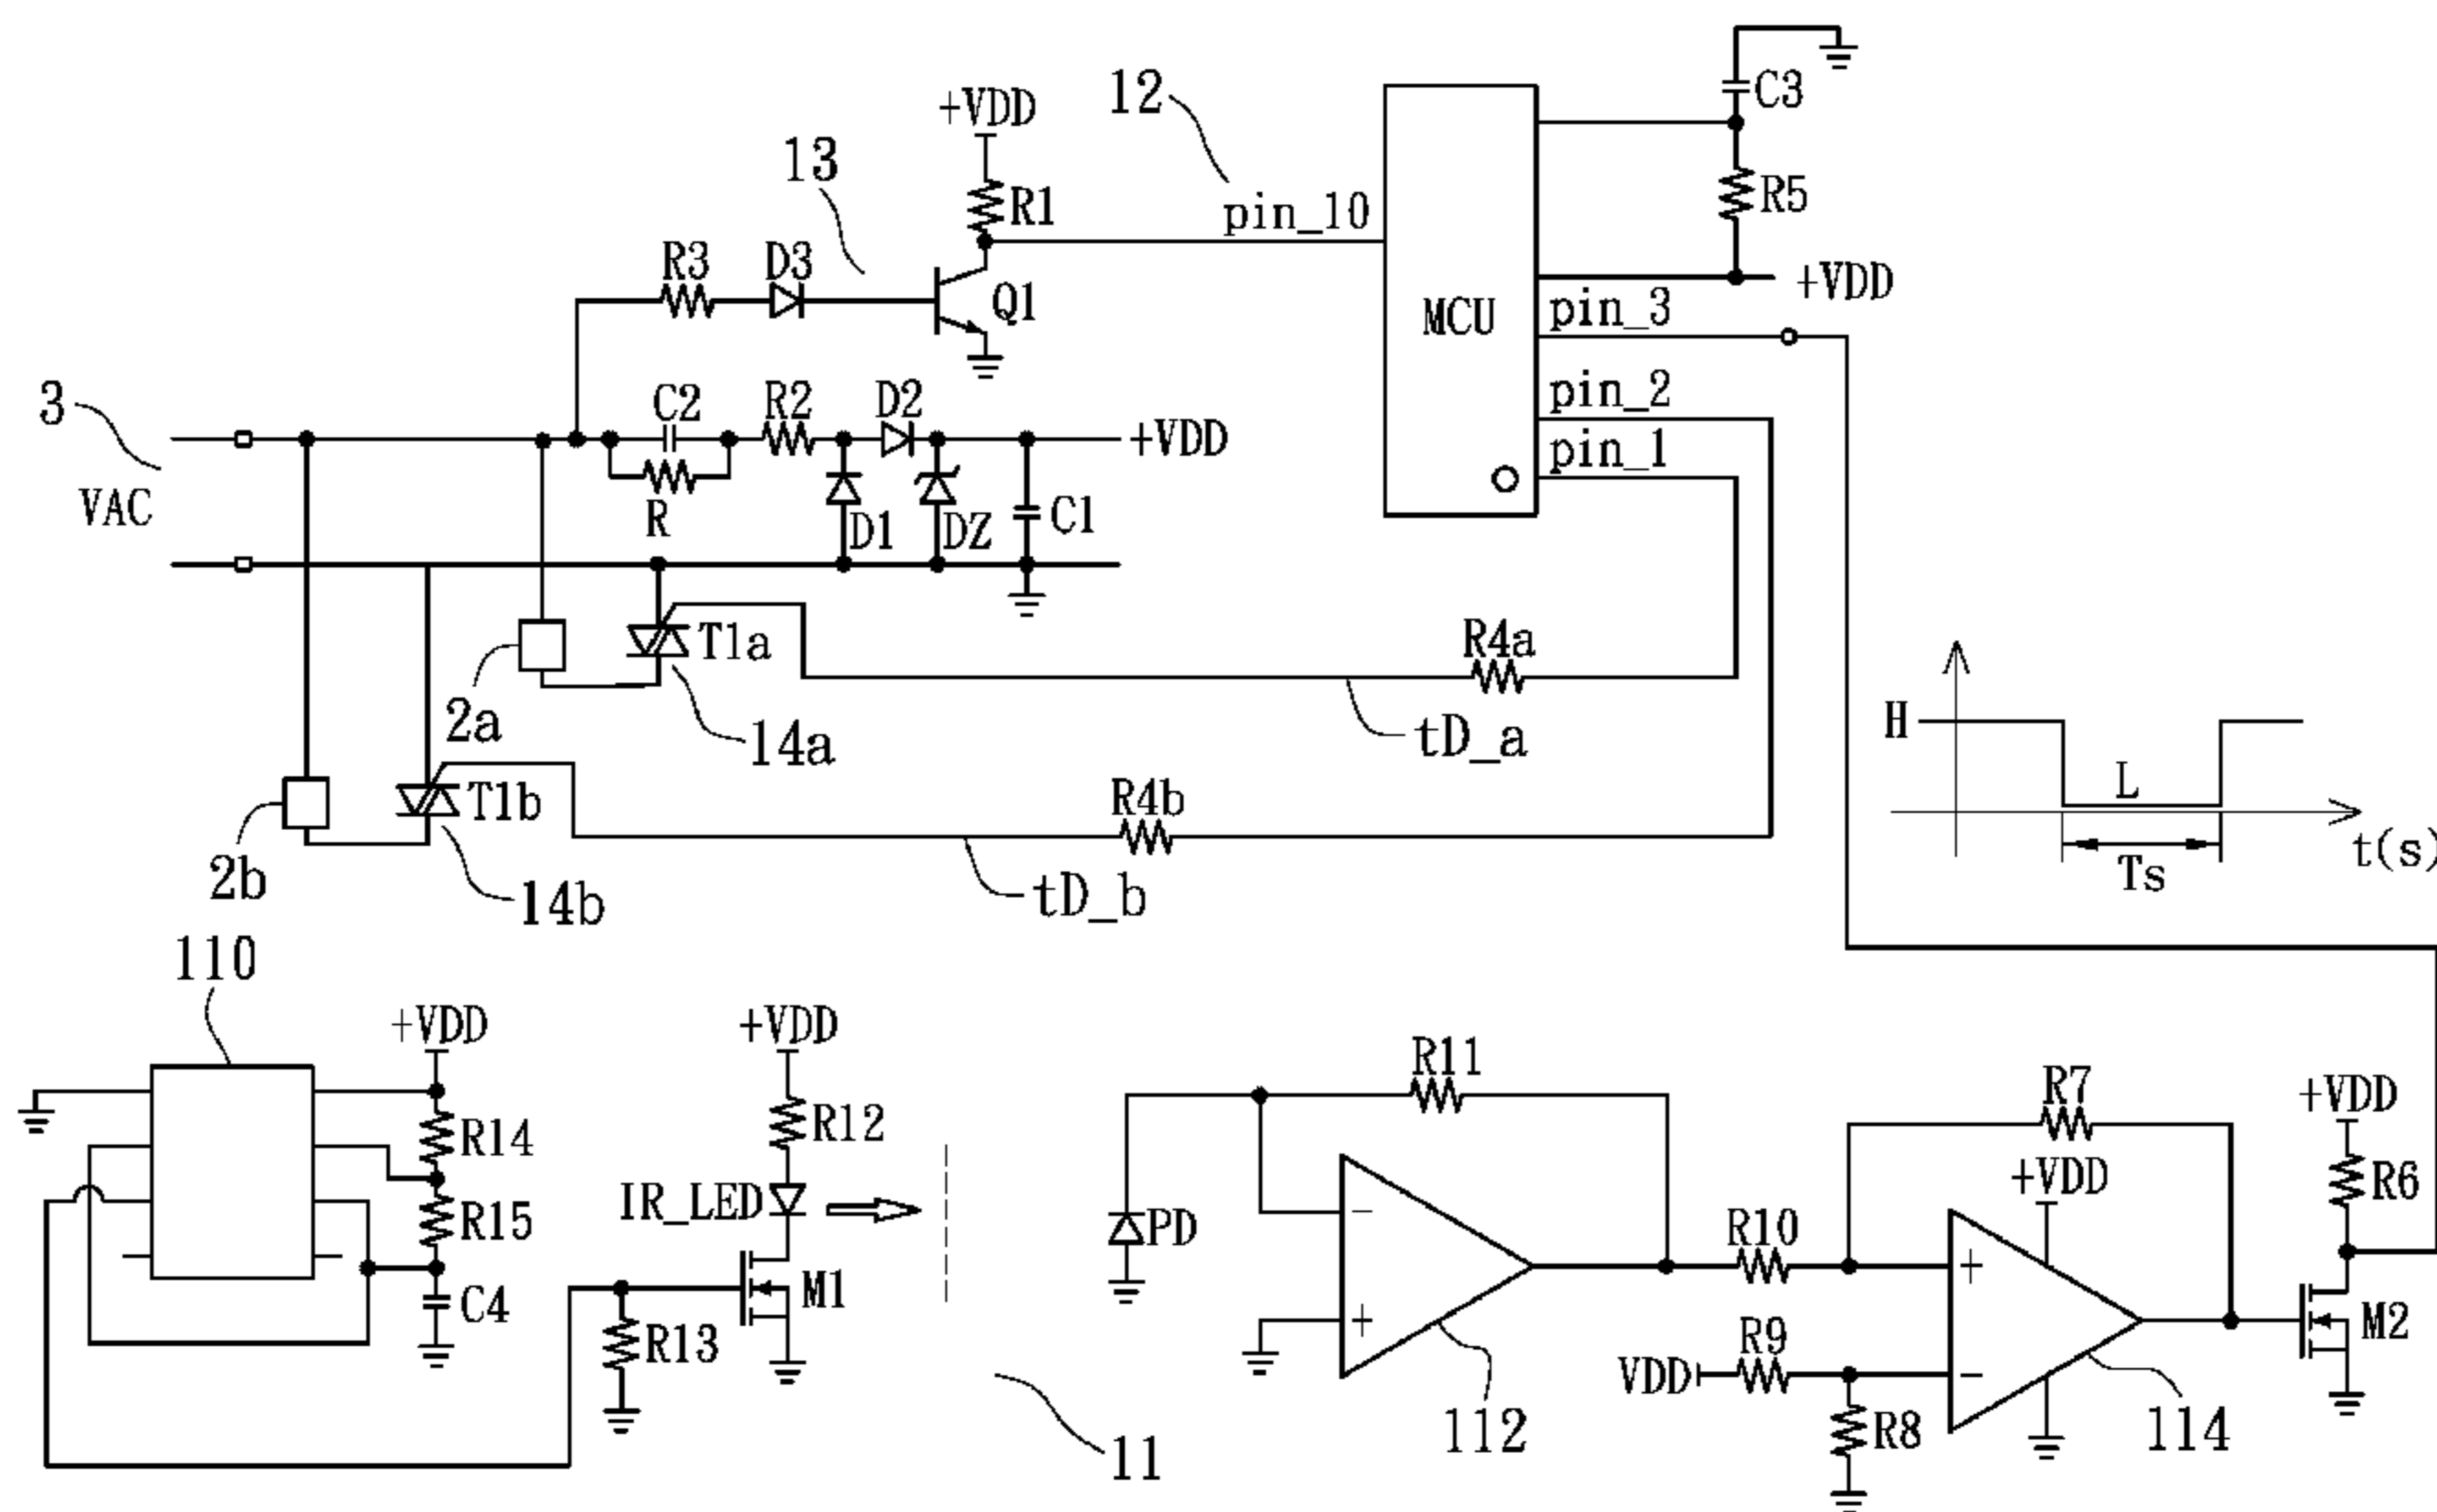 C3
12
+VDD
13
R1
pin_10
R5
R3
D3
Q1
MCU
+VDD
pin_3
3
C2
R2
D2
+VDD
pin_2
pin_1
VAC
R
D1
DZ
C1
T1a
R4a
2a
14a
tD_a
H
L
T1b
R4b
t(s)
Ts
2b
14b
tD_b
110
+VDD
+VDD
R11
R7
+VDD
R14
R12
+VDD
R6
IR_LED
R15
PD
R10
C4
M1
+
-
R13
+
R9
M2
VDD
-
112
R8
114
11